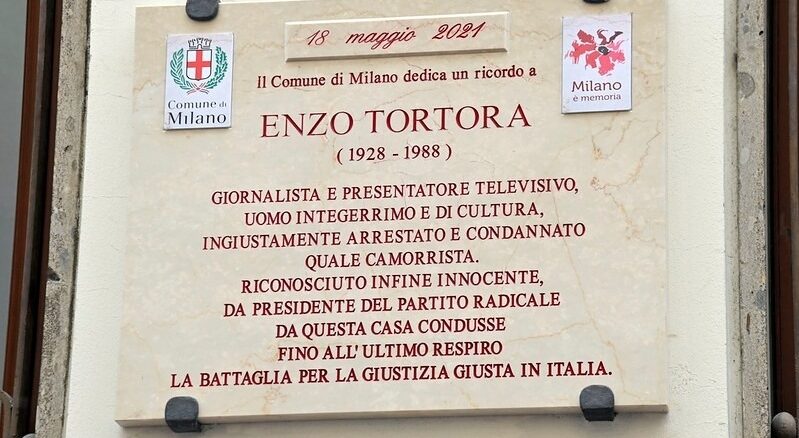 18 maggio 2021
Comune di
Milano
Milano
è memoria
Il Comune di Milano dedica un ricordo a
ENZO TORTORA
( 1928 - 1988 )
GIORNALISTA E PRESENTATORE TELEVISIVO,
UOMO INTEGERRIMO E DI CULTURA,
INGIUSTAMENTE ARRESTATO E CONDANNATO
QUALE CAMORRISTA.
RICONOSCIUTO INFINE INNOCENTE,
DA PRESIDENTE DEL PARTITO RADICALE
DA QUESTA CASA CONDUSSE
FINO ALL'ULTIMO RESPIRO
LA BATTAGLIA PER LA GIUSTIZIA GIUSTA IN ITALIA.